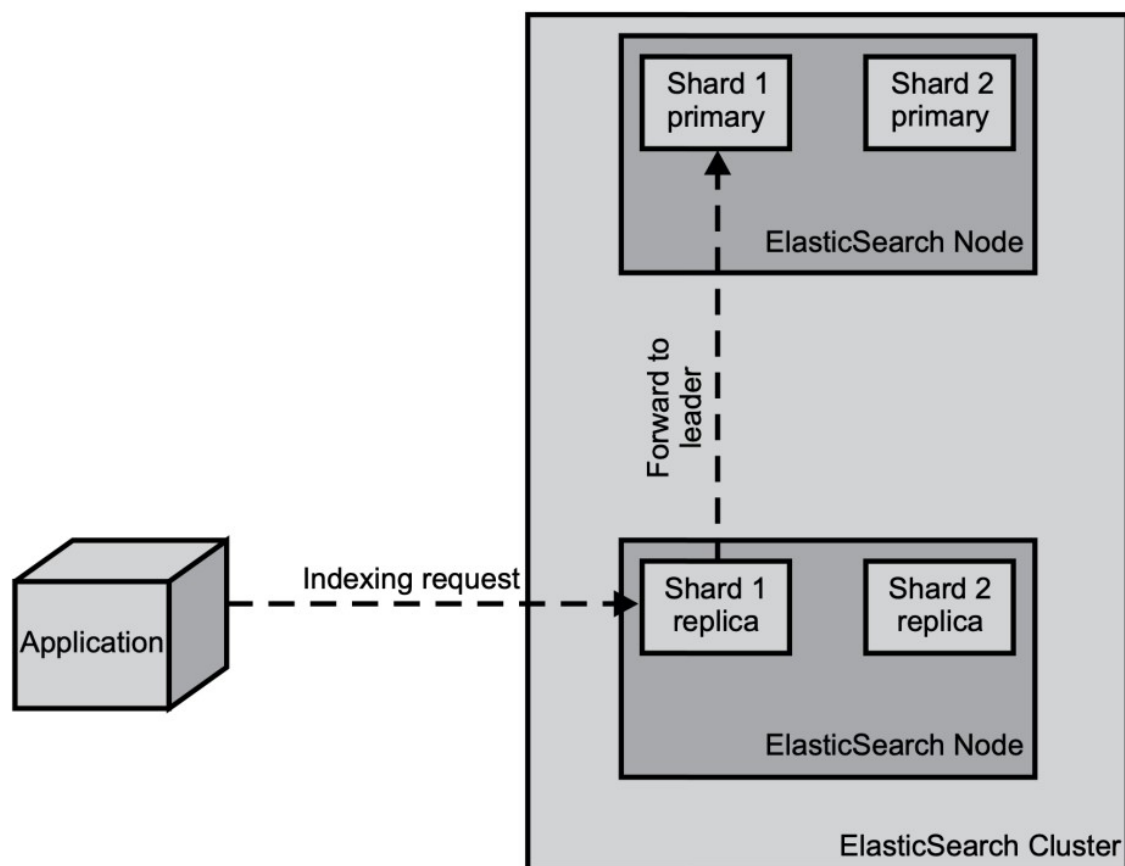 Shard 1
primary
Shard 2
primary
ElasticSearch Node
Forward to
leader
Indexing request
Application
Shard 1
replica
Shard 2
replica
ElasticSearch Node
ElasticSearch Cluster